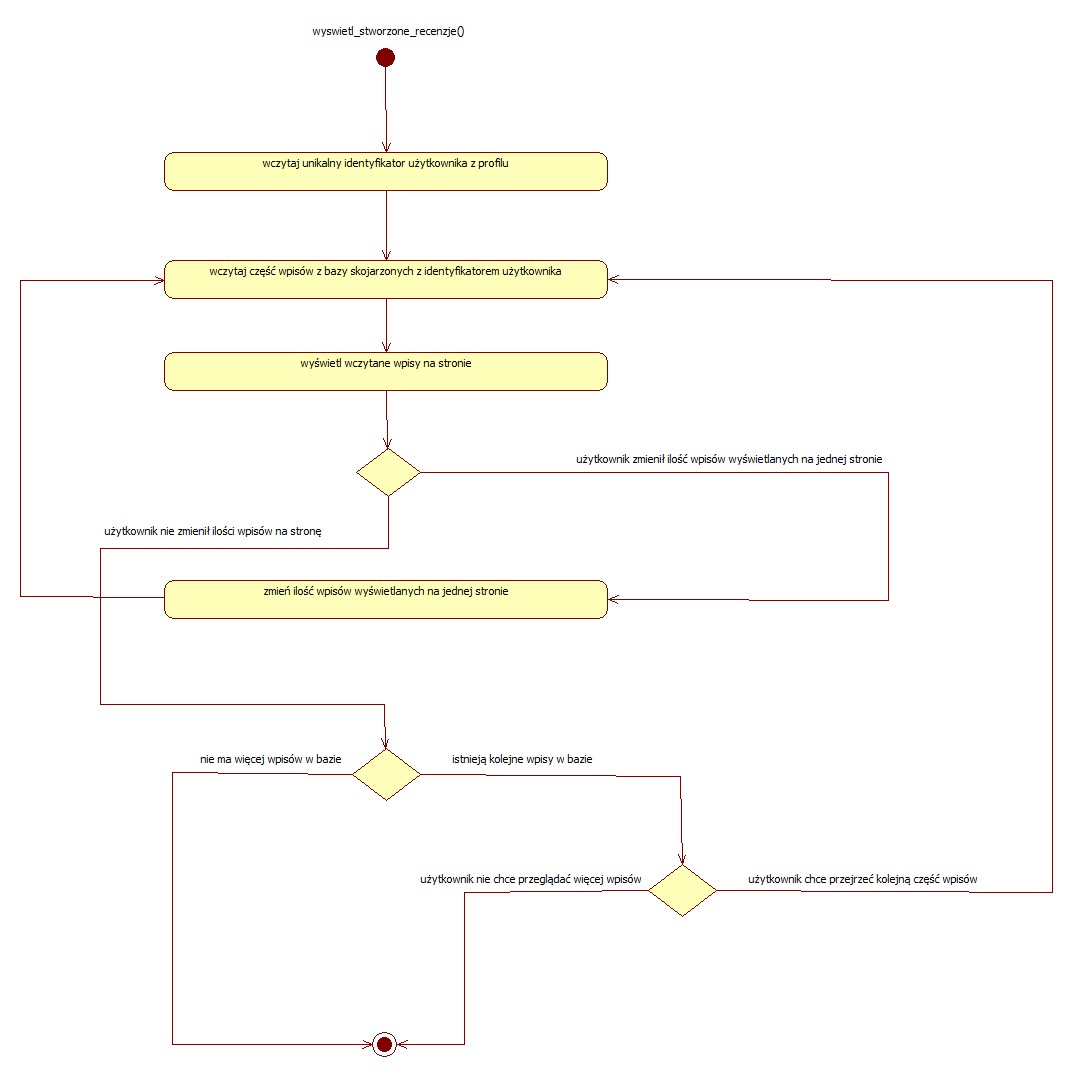 wyswietl_stworzone_recenzje()
wczytaj unikalny identyfikator użytkownika z profilu
wczytaj część wpisów z bazy skojarzonych z identyfikatorem użytkownika
wyświetl wczytane wpisy na stronie
użytkownik zmienił ilość wpisów wyświetlanych na jednej stronie
użytkownik nie zmienił ilości wpisów na stronę
zmień ilość wpisów wyświetlanych na jednej stronie
nie ma więcej wpisów w bazie
istnieją kolejne wpisy w bazie
użytkownik nie chce przeglądać więcej wpisów
użytkownik chce przejrzeć kolejną część wpisów